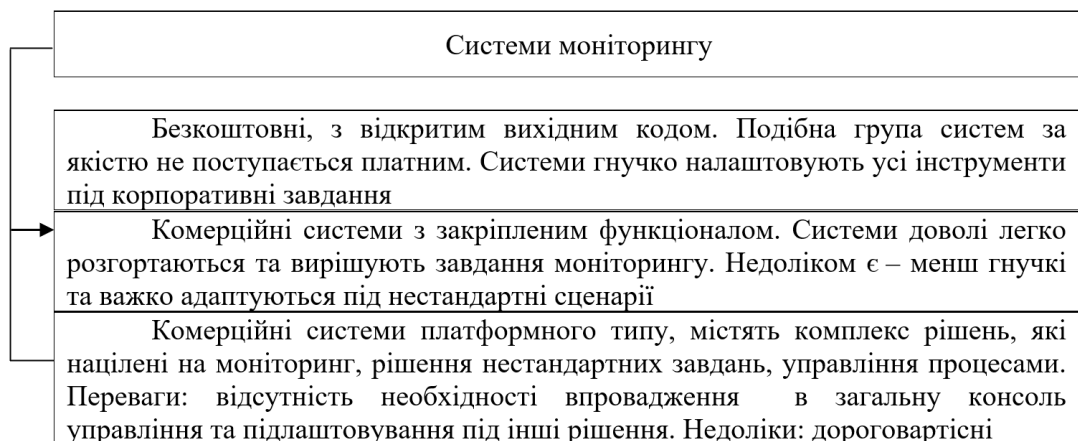 Системи моніторингу
Безкоштовні, з відкритим вихідним кодом. Подібна група систем за
якістю не поступається платним. Системи гнучко налаштовують усі інструменти
під корпоративні завдання
Комерційні системи з закріпленим функціоналом. Системи доволі легко
розгортаються та вирішують завдання моніторингу. Недоліком є – менш гнучкі
та важко адаптуються під нестандартні сценарії
Комерційні системи платформного типу, містять комплекс рішень, які
націлені на моніторинг, рішення нестандартних завдань, управління процесами.
Переваги: відсутність необхідності впровадження в загальну консоль
управління та підлаштовування під інші рішення. Недоліки: дороговартісні